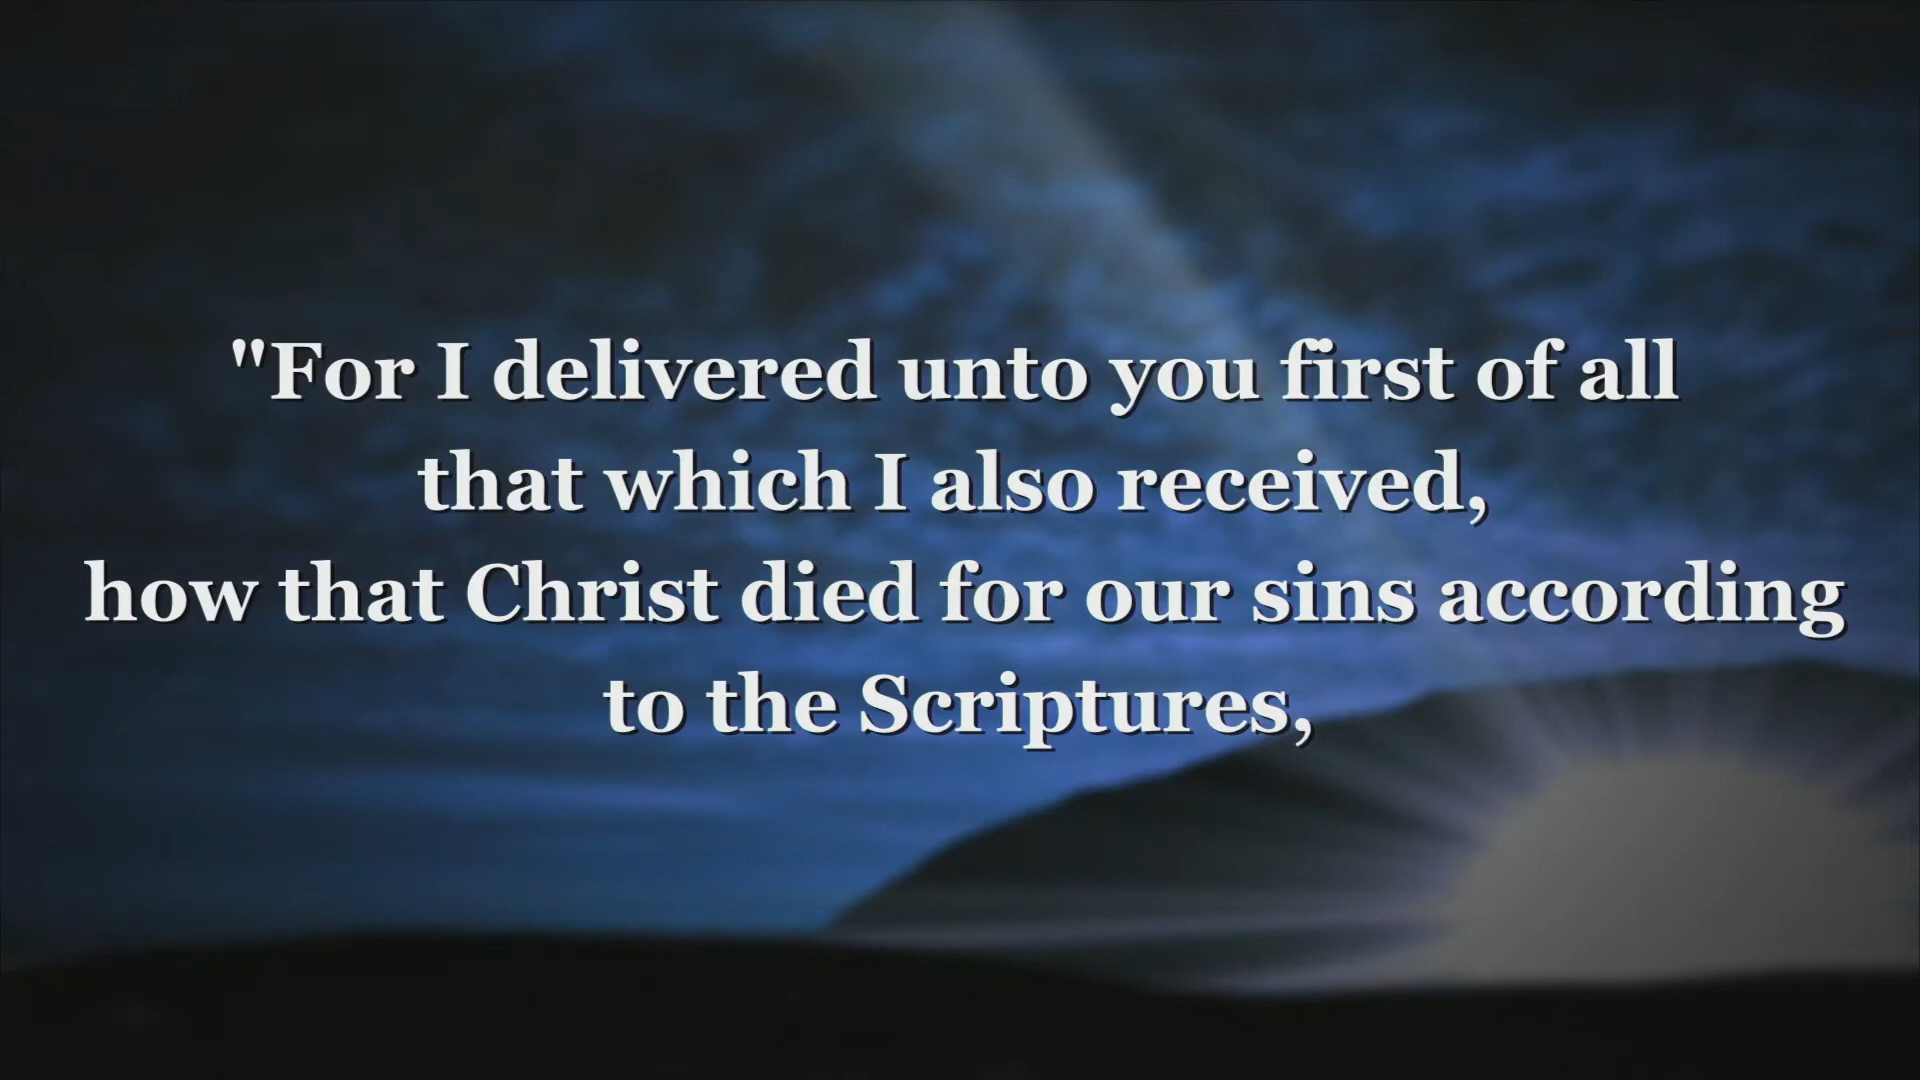 "For I delivered unto you first of all
that which I also received,
how that Christ died for our sins according
to the Scriptures,